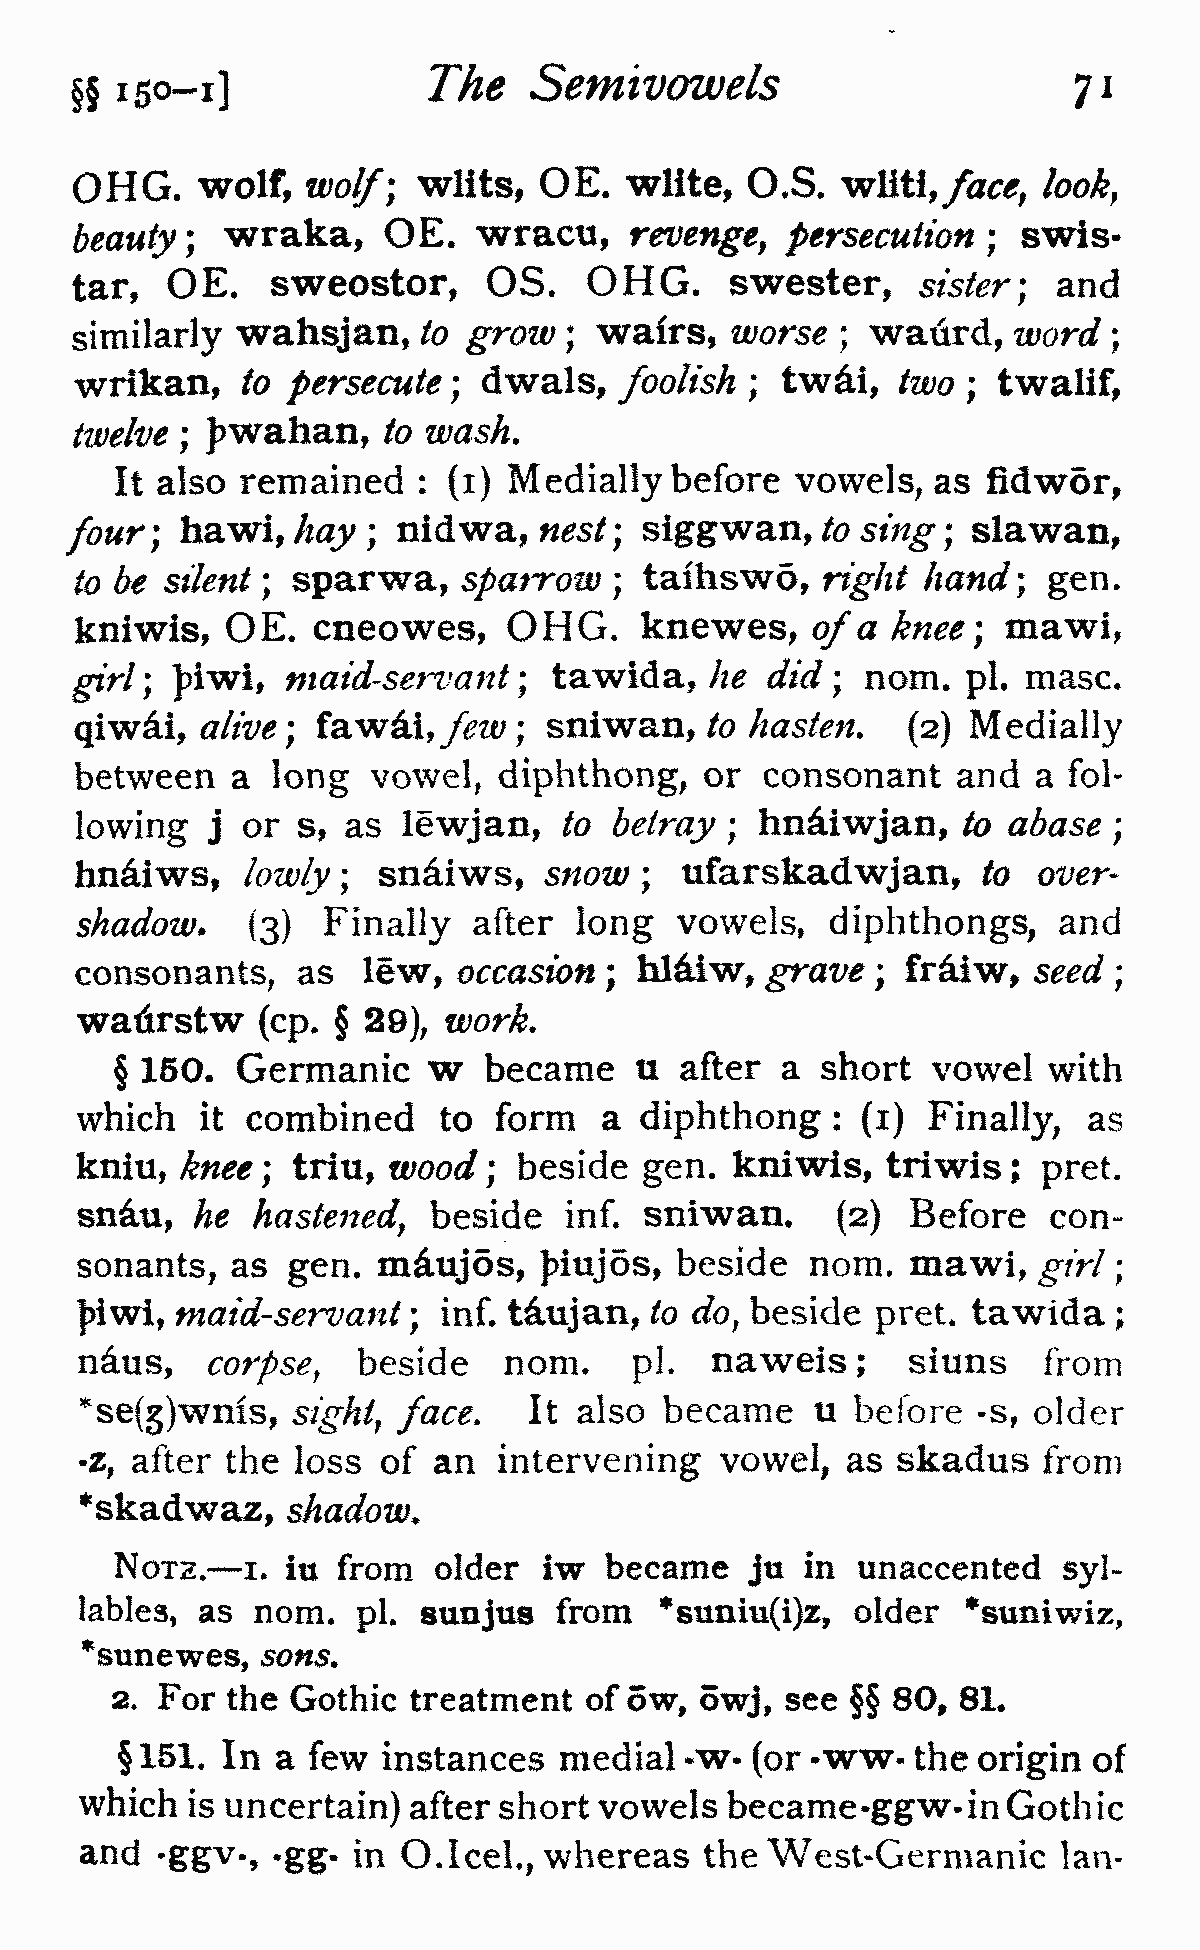 §§ 150–1] The Semivowels 71
OHG. wolf, wolf; wlits, OE. wlite, O.S. wliti, face, look,
beauty; wraka, OE. wracu, revenge, persecution; swis-
tar, OE. sweostor, OS. OHG. swester, sister; and
similarly wahsjan, to grow; waírs, worse; waúrd, word;
wrikan, to persecute; dwals, foolish; twái, two; twalif,
twelve; þwahan, to wash.
It also remained: (1) Medially before vowels, as fidwōr,
four; hawi, hay; nidwa, nest; siggwan, to sing; slawan,
to be silent; sparwa, sparrow; taíhswō, right hand; gen.
kniwis, OE. cneowes, OHG. knewes, of a knee; mawi,
girl; þiwi, maid-servant; tawida, he did; nom. pl. masc.
qiwái, alive; fawái, few; sniwan, to hasten. (2) Medially
between a long vowel, diphthong, or consonant and a fol-
lowing j or s, as lēwjan, to betray; hnáiwjan, to abase;
hnáiws, lowly; snáiws, snow; ufarskadwjan, to over-
shadow. (3) Finally after long vowels, diphthongs, and
consonants, as lēw, occasion; hláiw, grave; fráiw, seed;
waúrstw (cp. § 29), work.
§ 150. Germanic w became u after a short vowel with
which it combined to form a diphthong: (1) Finally, as
kniu, knee; triu, wood; beside gen. kniwis, triwis; pret.
snáu, he hastened, beside inf. sniwan. (2) Before con-
sonants, as gen. máujōs, þiujōs, beside nom. mawi, girl;
þiwi, maid-servant; inf. táujan, to do, beside pret. tawida;
náus, corpse, beside nom. pl. naweis; siuns from
*se(ʒ)wnís, sight, face. It also became u before -s, older
-z, after the loss of an intervening vowel, as skadus from
*skadwaz, shadow.
NOTE.—1. iu from older iw became ju in unaccented syl-
lables, as nom. pl. sunjus from *suniu(i)z, older *suniwiz,
*sunewes, sons.
2. For the Gothic treatment of ōw, ōwj, see §§ 80, 81.
§ 151. In a few instances medial -w- (or -ww- the origin of
which is uncertain) after short vowels became -ggw- in Gothic
and -ggv-, -gg- in O.Icel., whereas the West-Germanic lan-